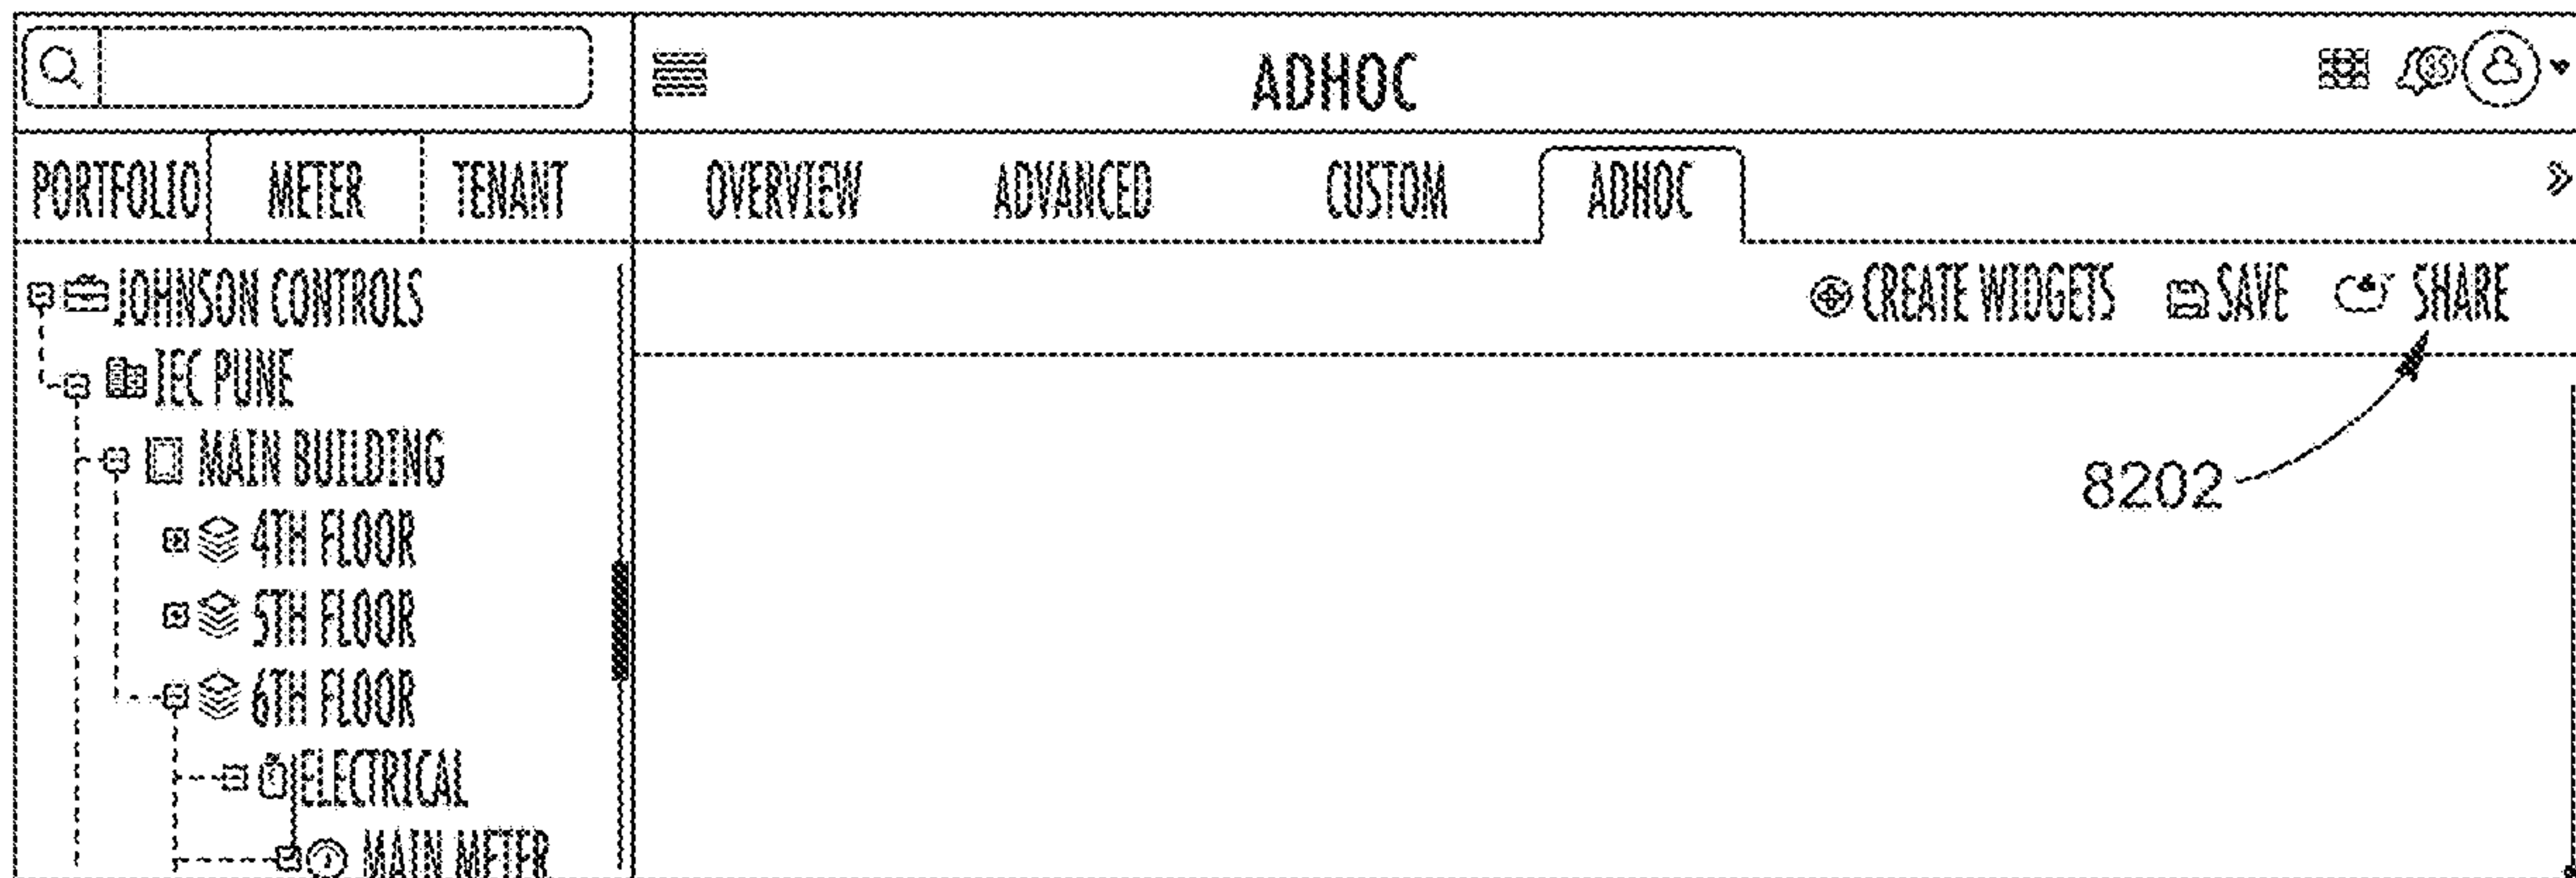 ADHOC
35
PORTFOLIO METER TENANT
OVERVIEW ADVANCED CUSTOM ADHOC
JOHNSON CONTROLS
CREATE WIDGETS SAVE SHARE
IEC PUNE
MAIN BUILDING
8202
4TH FLOOR
5TH FLOOR
6TH FLOOR
ELECTRICAL
MAIN METER